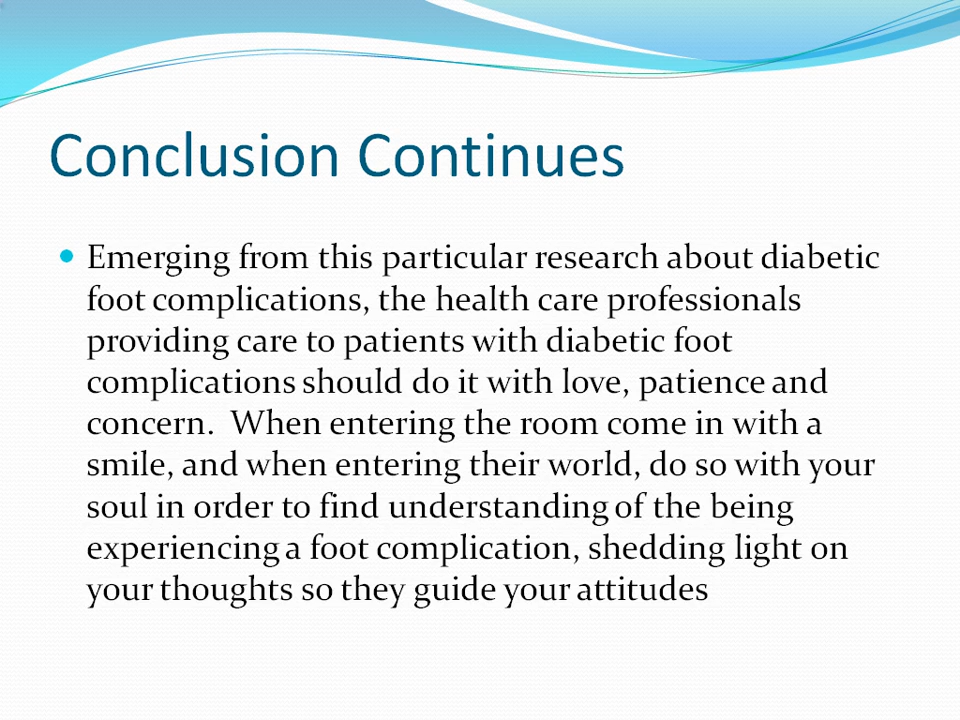 Conclusion Continues
• Emerging from this particular research about diabetic
foot complications, the health care professionals
providing care to patients with diabetic foot
complications should do it with love, patience and
concern.  When entering the room come in with a
smile, and when entering their world, do so with your
soul in order to find understanding of the being
experiencing a foot complication, shedding light on
your thoughts so they guide your attitudes